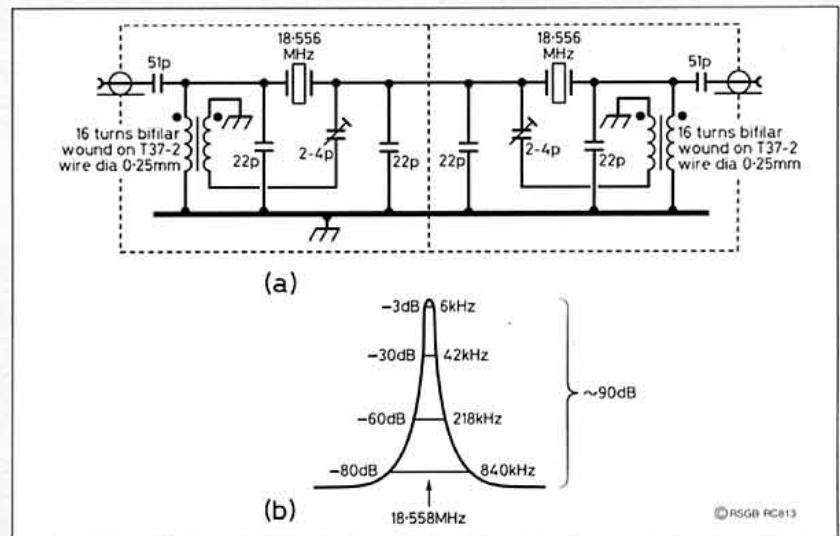 18·556
MHz
18·556
MHz
51p
51p
16 turns bifilar
wound on T37-2
wire dia 0·25mm
22p
2-4p
22p
22p
2-4p
22p
16 turns bifilar
wound on T37-2
wire dia 0·25mm
(a)
-3dB 6kHz
-30dB 42kHz
~90dB
-60dB 218kHz
-80dB 840kHz
(b)
18·558MHz
©RSGB RC813